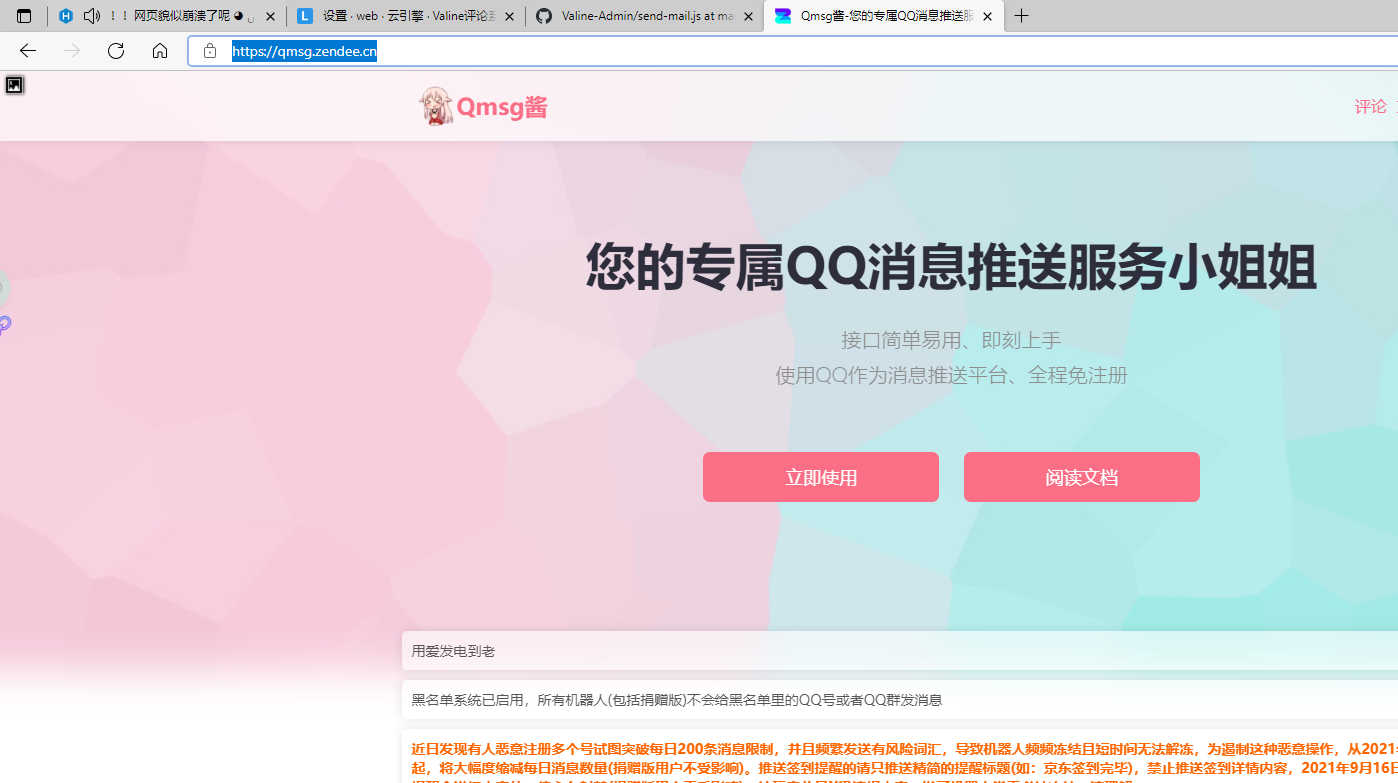 ！！网页貌似崩溃了呢
设置 · web · 云引擎 · Valine评论系
Valine-Admin/send-mail.js at ma
Qmsg酱-您的专属QQ消息推送服
https://qmsg.zendee.cn
Qmsg酱
评论
您的专属QQ消息推送服务小姐姐
接口简单易用、即刻上手
使用QQ作为消息推送平台、全程免注册
立即使用
阅读文档
用爱发电到老
黑名单系统已启用，所有机器人(包括捐赠版)不会给黑名单里的QQ号或者QQ群发消息
近日发现有人恶意注册多个号试图突破每日200条消息限制，并且频繁发送有风险词汇，导致机器人频频冻结且短时间无法解冻，为遏制这种恶意操作，从2021
起，将大幅度缩减每日消息数量(捐赠版用户不受影响)。推送签到提醒的请只推送精简的提醒标题(如：京东签到完毕)，禁止推送签到详情内容，2021年9月16日